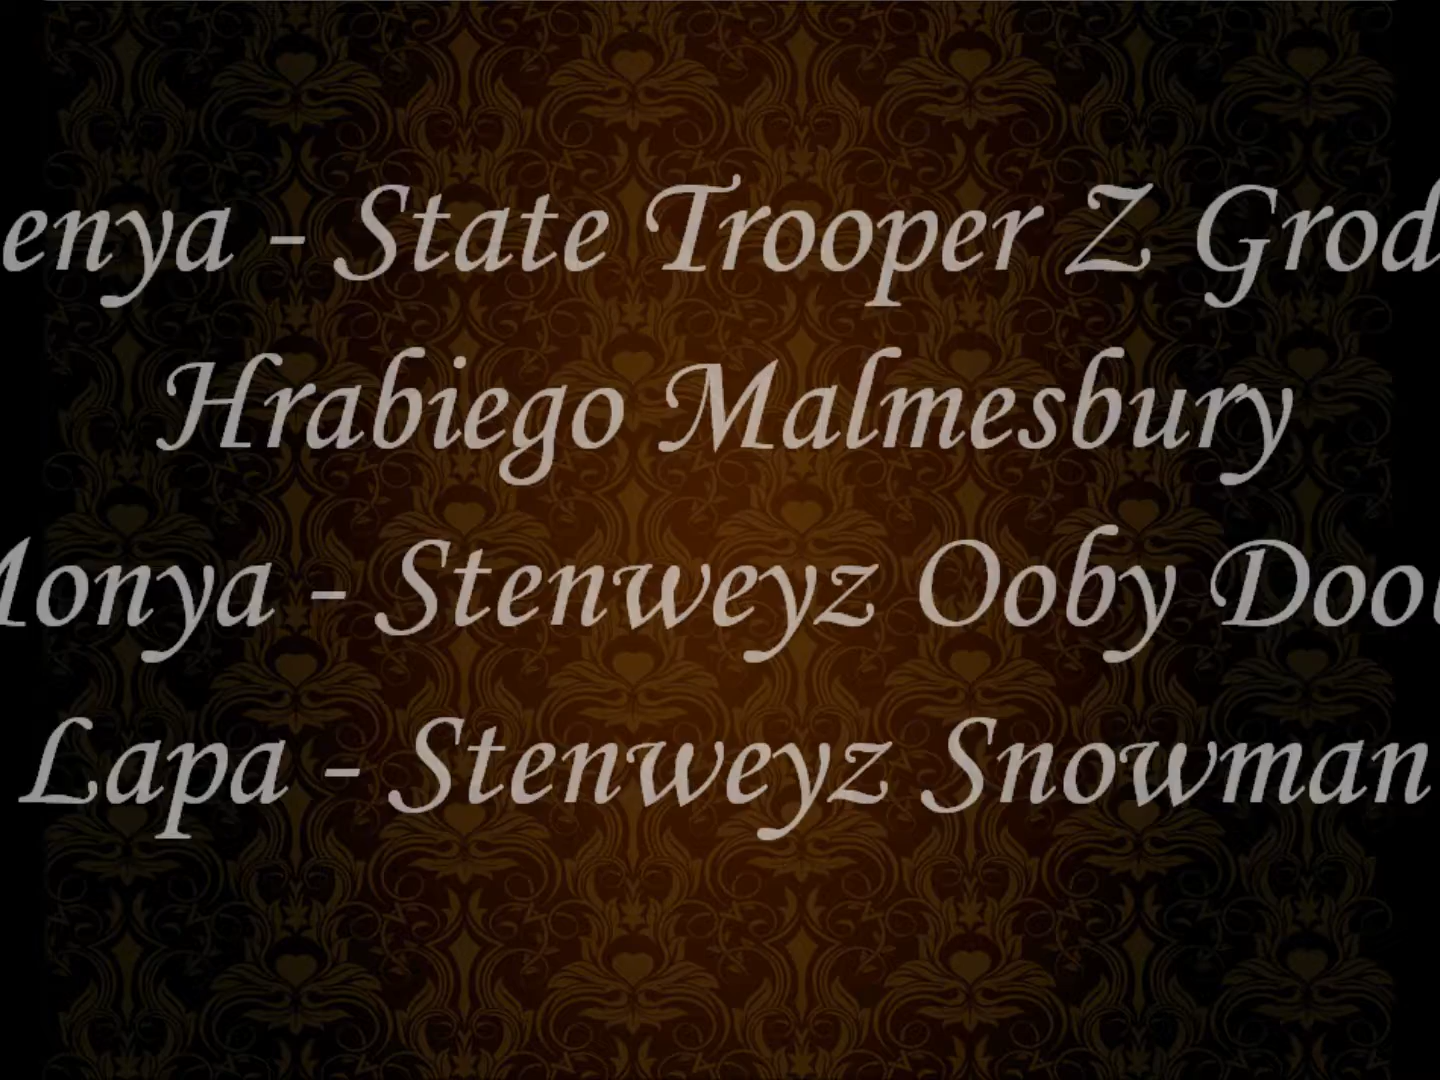 - State Trooper Z
Hrabiego Malmesbury
- Stenweyz Ooby
Lapa - Stenweyz Snowman